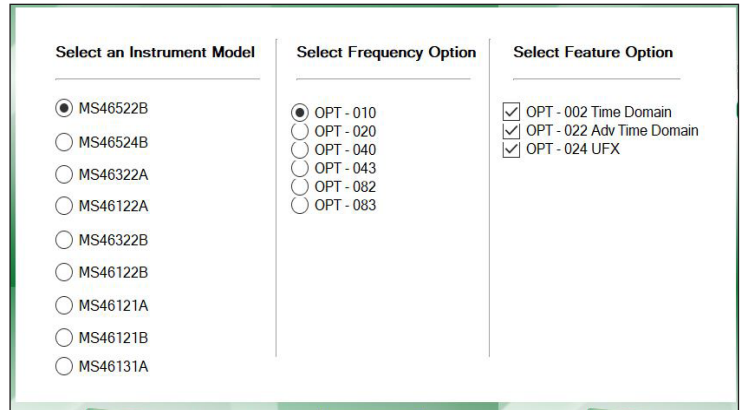 Select an Instrument Model
MS46522B
MS46524B
MS46322A
MS46122A
MS46322B
MS46122B
MS46121A
MS46121B
MS46131A
Select Frequency Option
OPT - 010
OPT - 020
OPT - 040
OPT - 043
OPT - 082
OPT - 083
Select Feature Option
OPT - 002 Time Domain
OPT - 022 Adv Time Domain
OPT - 024 UFX